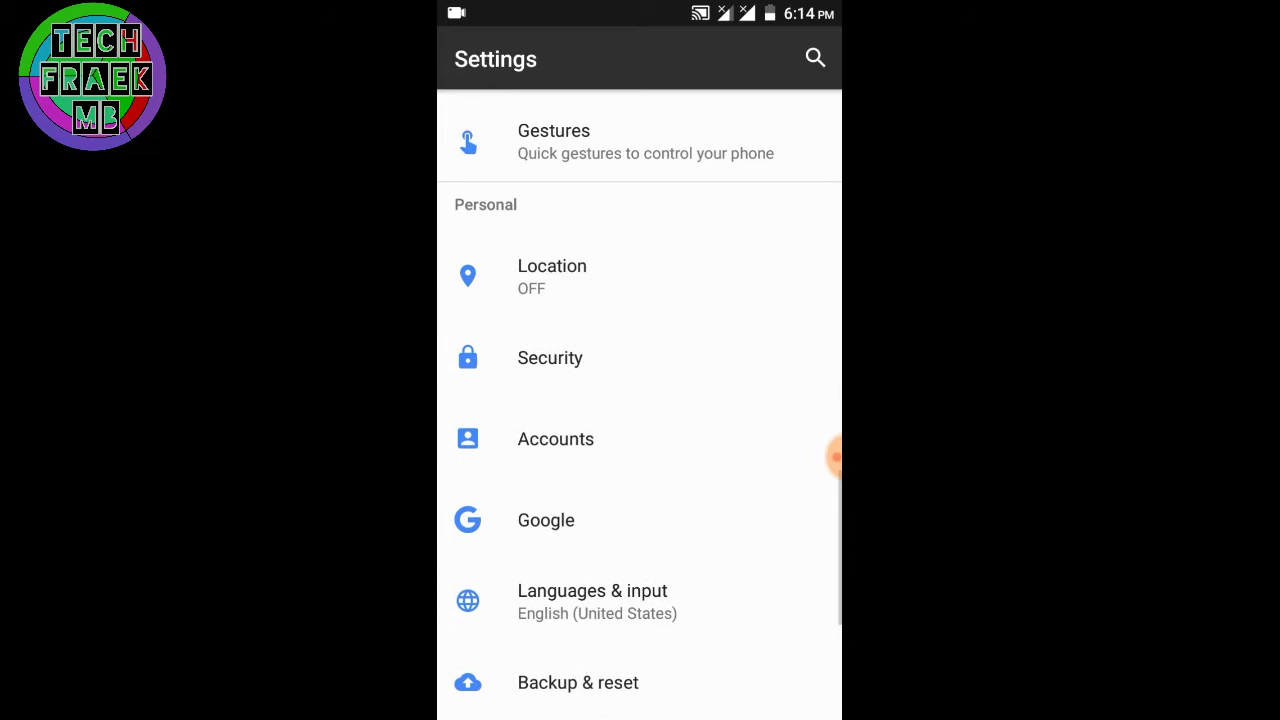 TECH
FRAEK
MB
6:14 PM
Settings
Gestures
Quick gestures to control your phone
Personal
Location
OFF
Security
Accounts
Google
Languages & input
English (United States)
Backup & reset